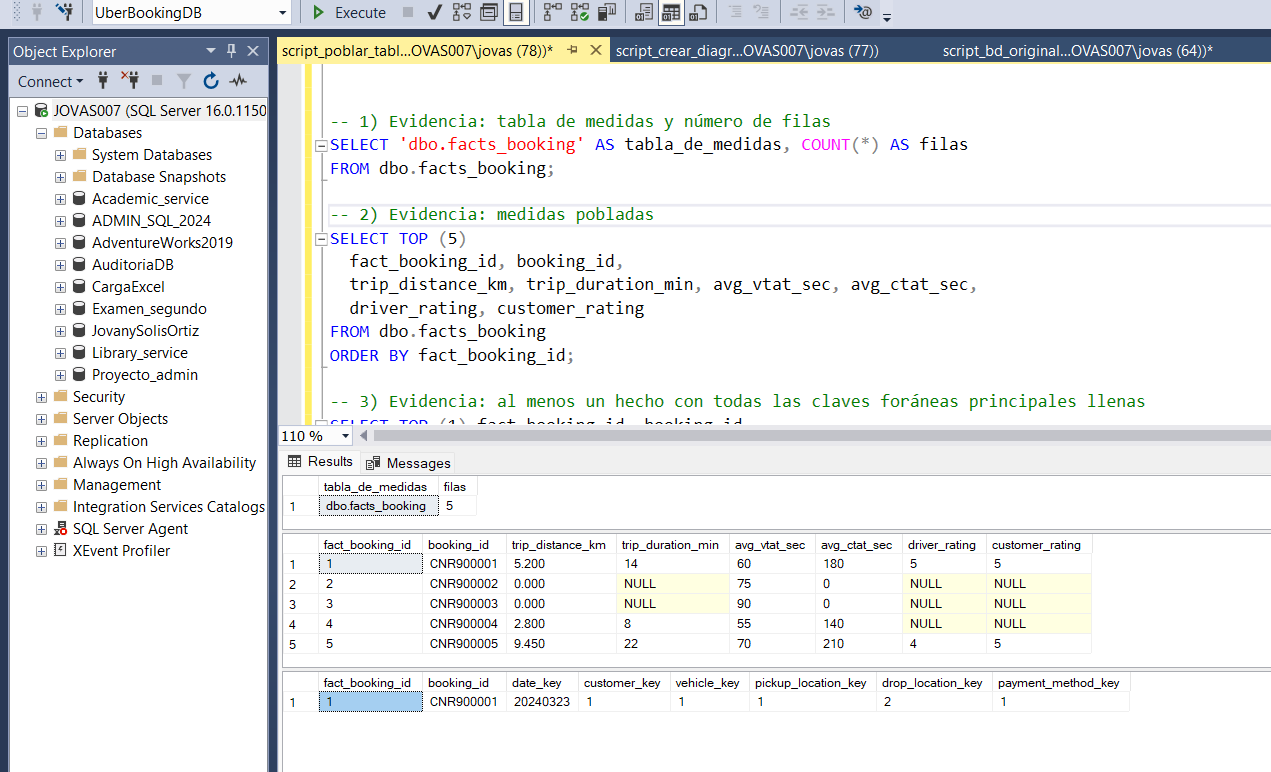 UberBookingDB
Execute
Object Explorer
Connect
JOVAS007 (SQL Server 16.0.1150
Databases
System Databases
Database Snapshots
Academic_service
ADMIN_SQL_2024
AdventureWorks2019
AuditoriaDB
CargaExcel
Examen_segundo
JovanySolisOrtiz
Library_service
Proyecto_admin
Security
Server Objects
Replication
Always On High Availability
Management
Integration Services Catalogs
SQL Server Agent
XEvent Profiler
script_poblar_tabl...OVAS007\jovas (78))* script_crear_diagr...OVAS007\jovas (77)) script_bd_original...OVAS007\jovas (64))*
-- 1) Evidencia: tabla de medidas y número de filas
SELECT 'dbo.facts_booking' AS tabla_de_medidas, COUNT(*) AS filas
FROM dbo.facts_booking;
-- 2) Evidencia: medidas pobladas
SELECT TOP (5)
fact_booking_id, booking_id,
trip_distance_km, trip_duration_min, avg_vtat_sec, avg_ctat_sec,
driver_rating, customer_rating
FROM dbo.facts_booking
ORDER BY fact_booking_id;
-- 3) Evidencia: al menos un hecho con todas las claves foráneas principales llenas
SELECT TOP (1) fact_booking_id, booking_id
110 %
Results Messages
tabla_de_medidas filas
1 dbo.facts_booking 5
fact_booking_id booking_id trip_distance_km trip_duration_min avg_vtat_sec avg_ctat_sec driver_rating customer_rating
1 1 CNR900001 5.200 14 60 180 5 5
2 2 CNR900002 0.000 NULL 75 0 NULL NULL
3 3 CNR900003 0.000 NULL 90 0 NULL NULL
4 4 CNR900004 2.800 8 55 140 NULL NULL
5 5 CNR900005 9.450 22 70 210 4 5
fact_booking_id booking_id date_key customer_key vehicle_key pickup_location_key drop_location_key payment_method_key
1 1 CNR900001 20240323 1 1 1 2 1